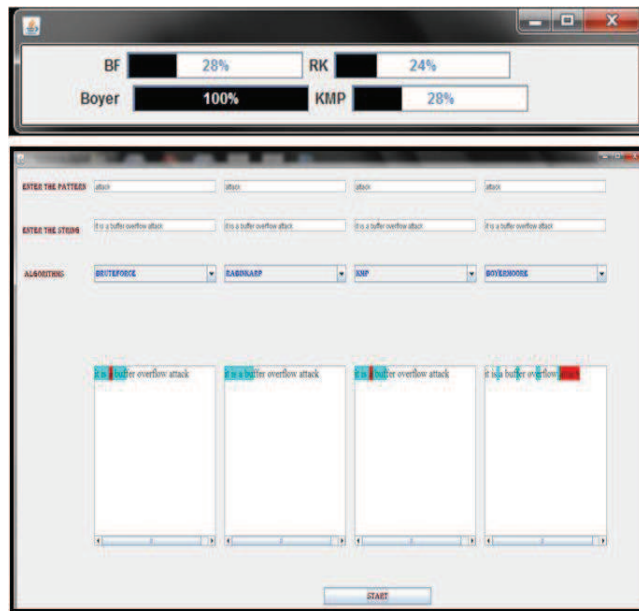 BF 28% RK 24%
Boyer 100% KMP 28%
ENTER THE PATTERN attack attack attack attack
ENTER THE STRING it is a buffer overflow attack it is a buffer overflow attack it is a buffer overflow attack it is a buffer overflow attack
ALGORITHMS BRUTEFORCE RABINKARP KMP BOYERMOORE
it is a buffer overflow attack it is a buffer overflow attack it is a buffer overflow attack it is a buffer overflow attack
START